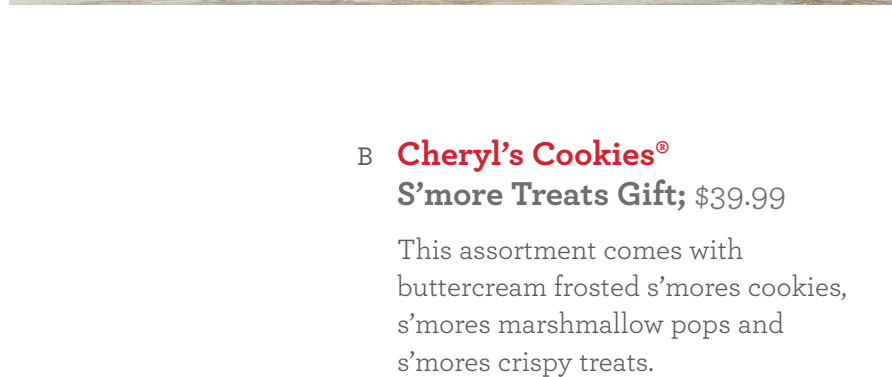 B Cheryl’s Cookies®
S’more Treats Gift; $39.99
This assortment comes with
buttercream frosted s’mores cookies,
s’mores marshmallow pops and
s’mores crispy treats.